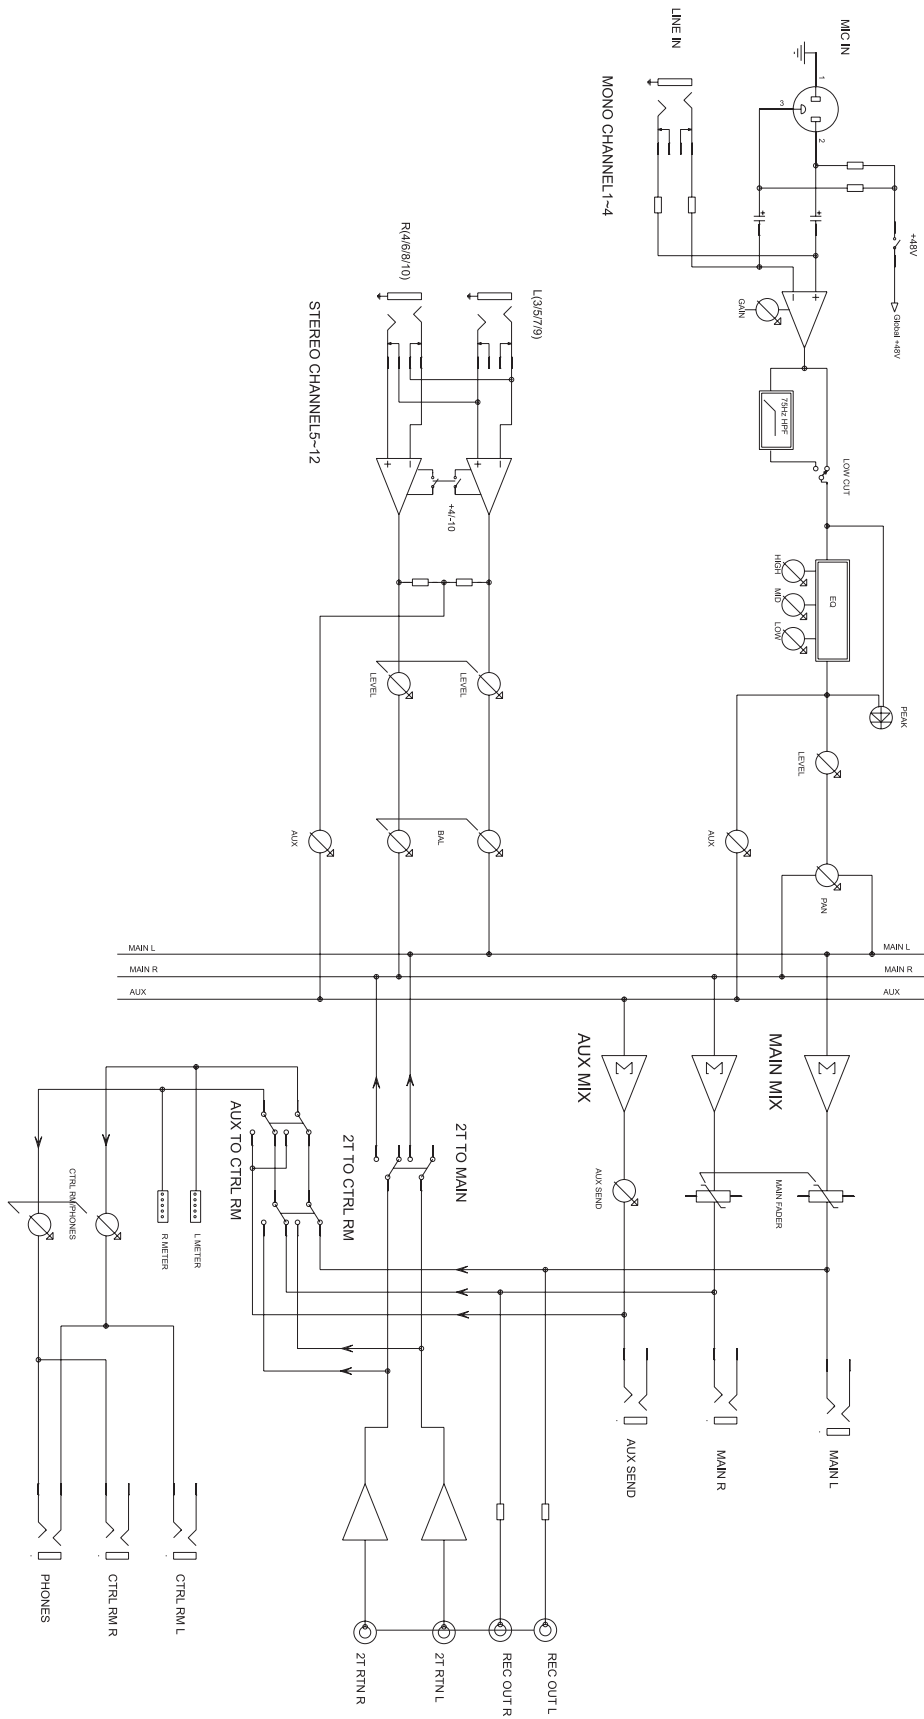 MIC IN
LINE IN
MONO CHANNEL1~4
1
2
3
+48V
Global +48V
GAIN
75Hz HPF
LOW CUT
EQ
HIGH
MID
LOW
PEAK
LEVEL
AUX
PAN
L(3/5/7/9)
R(4/6/8/10)
STEREO CHANNEL5~12
+4/-10
LEVEL
LEVEL
BAL
AUX
MAIN L
MAIN L
MAIN R
MAIN R
AUX
AUX
MAIN MIX
Σ
Σ
Σ
AUX MIX
MAIN FADER
AUX SEND
2T TO MAIN
2T TO CTRL RM
AUX TO CTRL RM
L METER
R METER
CTRL RM/PHONES
MAIN L
MAIN R
AUX SEND
REC OUT L
REC OUT R
2T RTN L
2T RTN R
CTRL RM L
CTRL RM R
PHONES